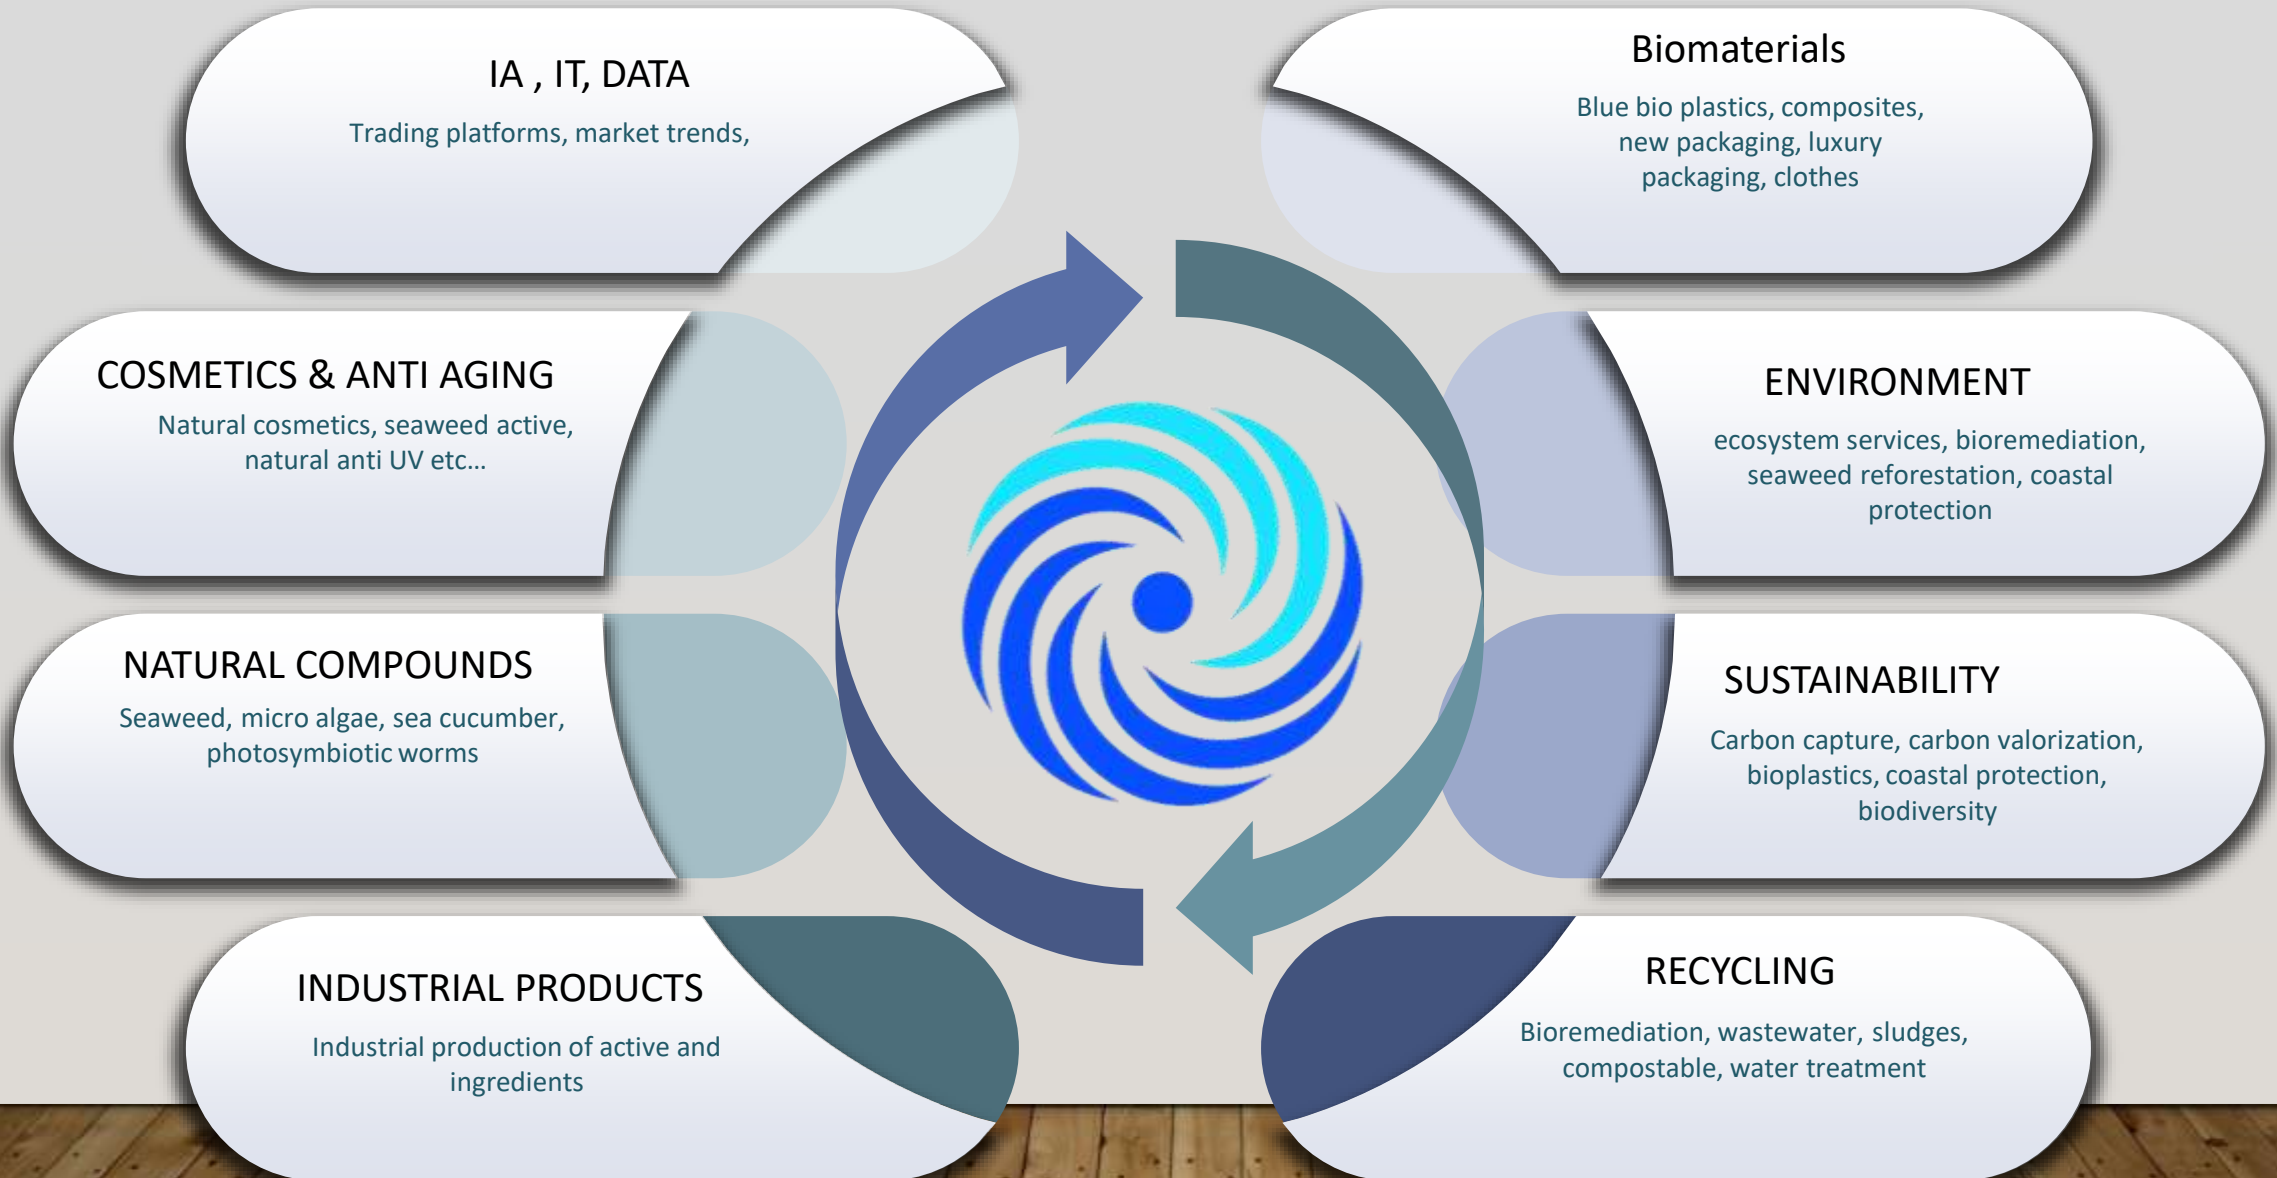 IA , IT, DATA
Trading platforms, market trends,
COSMETICS & ANTI AGING
Natural cosmetics, seaweed active,
natural anti UV etc...
NATURAL COMPOUNDS
Seaweed, micro algae, sea cucumber,
photosymbiotic worms
INDUSTRIAL PRODUCTS
Industrial production of active and
ingredients
Biomaterials
Blue bio plastics, composites,
new packaging, luxury
packaging, clothes
ENVIRONMENT
ecosystem services, bioremediation,
seaweed reforestation, coastal
protection
SUSTAINABILITY
Carbon capture, carbon valorization,
bioplastics, coastal protection,
biodiversity
RECYCLING
Bioremediation, wastewater, sludges,
compostable, water treatment